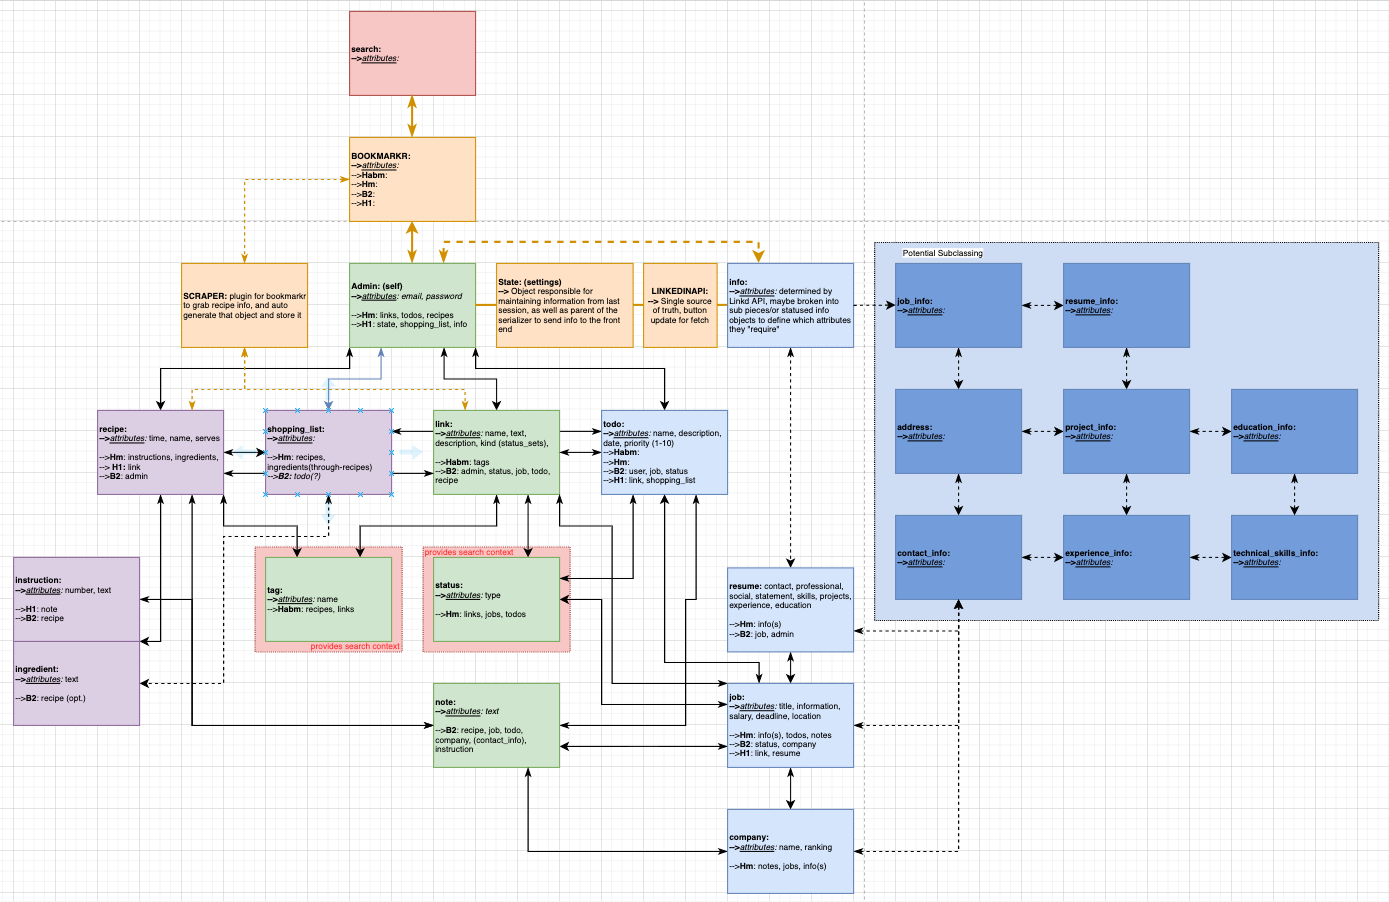 search:
-->attributes:
BOOKMARKR:
-->attributes:
-->Habm:
-->Hm:
-->B2:
-->H1:
SCRAPER: plugin for bookmarkr
to grab recipe info, and auto
generate that object and store it
Admin: (self)
-->attributes: email, password
-->Hm: links, todos, recipes
-->H1: state, shopping_list, info
State: (settings)
--> Object responsible for
maintaining information from last
session, as well as parent of the
serializer to send info to the front
end
LINKEDINAPI:
--> Single source
of truth, button
update for fetch
info:
-->attributes: determined by
Linkd API, maybe broken into
sub pieces/or statused info
objects to define which attributes
they "require"
Potential Subclassing
job_info:
-->attributes:
resume_info:
-->attributes:
address:
-->attributes:
project_info:
-->attributes:
education_info:
-->attributes:
contact_info:
-->attributes:
experience_info:
-->attributes:
technical_skills_info:
-->attributes:
recipe:
-->attributes: time, name, serves
-->Hm: instructions, ingredients,
--> H1: link
-->B2: admin
shopping_list:
-->attributes:
-->Hm: recipes,
ingredients(through-recipes)
-->B2: todo(?)
link:
-->attributes: name, text,
description, kind (status_sets)
-->Habm: tags
-->B2: admin, status, job, todo,
recipe
todo:
-->attributes: name, description,
date, priority (1-10)
-->Habm:
-->Hm:
-->B2: user, job, status
-->H1: link, shopping_list
instruction:
-->attributes: number, text
-->H1: note
-->B2: recipe
ingredient:
-->attributes: text
-->B2: recipe (opt.)
tag:
-->attributes: name
-->Habm: recipes, links
provides search context
provides search context
status:
-->attributes: type
-->Hm: links, jobs, todos
resume: contact, professional,
social, statement, skills, projects,
experience, education
-->Hm: info(s)
-->B2: job, admin
note:
-->attributes: text
-->B2: recipe, job, todo,
company, (contact_info),
instruction
job:
-->attributes: title, information,
salary, deadline, location
-->Hm: info(s), todos, notes
-->B2: status, company
-->H1: link, resume
company:
-->attributes: name, ranking
-->Hm: notes, jobs, info(s)